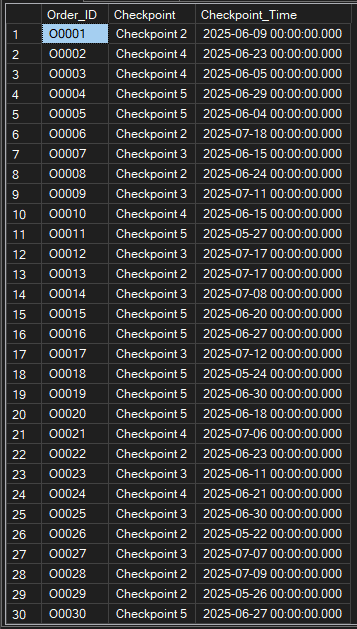 Order_ID Checkpoint Checkpoint_Time
1 O0001 Checkpoint 2 2025-06-09 00:00:00.000
2 O0002 Checkpoint 4 2025-06-23 00:00:00.000
3 O0003 Checkpoint 4 2025-06-05 00:00:00.000
4 O0004 Checkpoint 5 2025-06-29 00:00:00.000
5 O0005 Checkpoint 5 2025-06-04 00:00:00.000
6 O0006 Checkpoint 2 2025-07-18 00:00:00.000
7 O0007 Checkpoint 3 2025-06-15 00:00:00.000
8 O0008 Checkpoint 2 2025-06-24 00:00:00.000
9 O0009 Checkpoint 3 2025-07-11 00:00:00.000
10 O0010 Checkpoint 4 2025-06-15 00:00:00.000
11 O0011 Checkpoint 5 2025-05-27 00:00:00.000
12 O0012 Checkpoint 3 2025-07-17 00:00:00.000
13 O0013 Checkpoint 2 2025-07-17 00:00:00.000
14 O0014 Checkpoint 3 2025-07-08 00:00:00.000
15 O0015 Checkpoint 5 2025-06-20 00:00:00.000
16 O0016 Checkpoint 5 2025-06-27 00:00:00.000
17 O0017 Checkpoint 3 2025-07-12 00:00:00.000
18 O0018 Checkpoint 5 2025-05-24 00:00:00.000
19 O0019 Checkpoint 5 2025-06-30 00:00:00.000
20 O0020 Checkpoint 5 2025-06-18 00:00:00.000
21 O0021 Checkpoint 4 2025-07-06 00:00:00.000
22 O0022 Checkpoint 2 2025-06-23 00:00:00.000
23 O0023 Checkpoint 3 2025-06-11 00:00:00.000
24 O0024 Checkpoint 4 2025-06-21 00:00:00.000
25 O0025 Checkpoint 3 2025-06-30 00:00:00.000
26 O0026 Checkpoint 2 2025-05-22 00:00:00.000
27 O0027 Checkpoint 3 2025-07-07 00:00:00.000
28 O0028 Checkpoint 2 2025-07-09 00:00:00.000
29 O0029 Checkpoint 2 2025-05-26 00:00:00.000
30 O0030 Checkpoint 5 2025-06-27 00:00:00.000